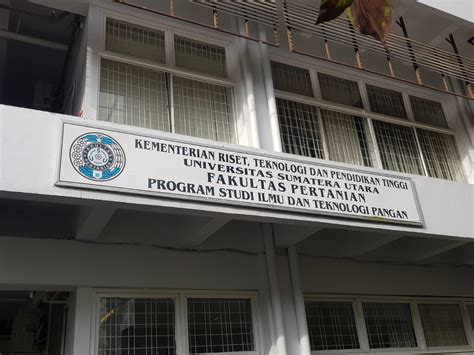 KEMENTERIAN RISET, TEKNOLOGI DAN PENDIDIKAN TINGGI
UNIVERSITAS SUMATERA UTARA
FAKULTAS PERTANIAN
PROGRAM STUDI ILMU DAN TEKNOLOGI PANGAN